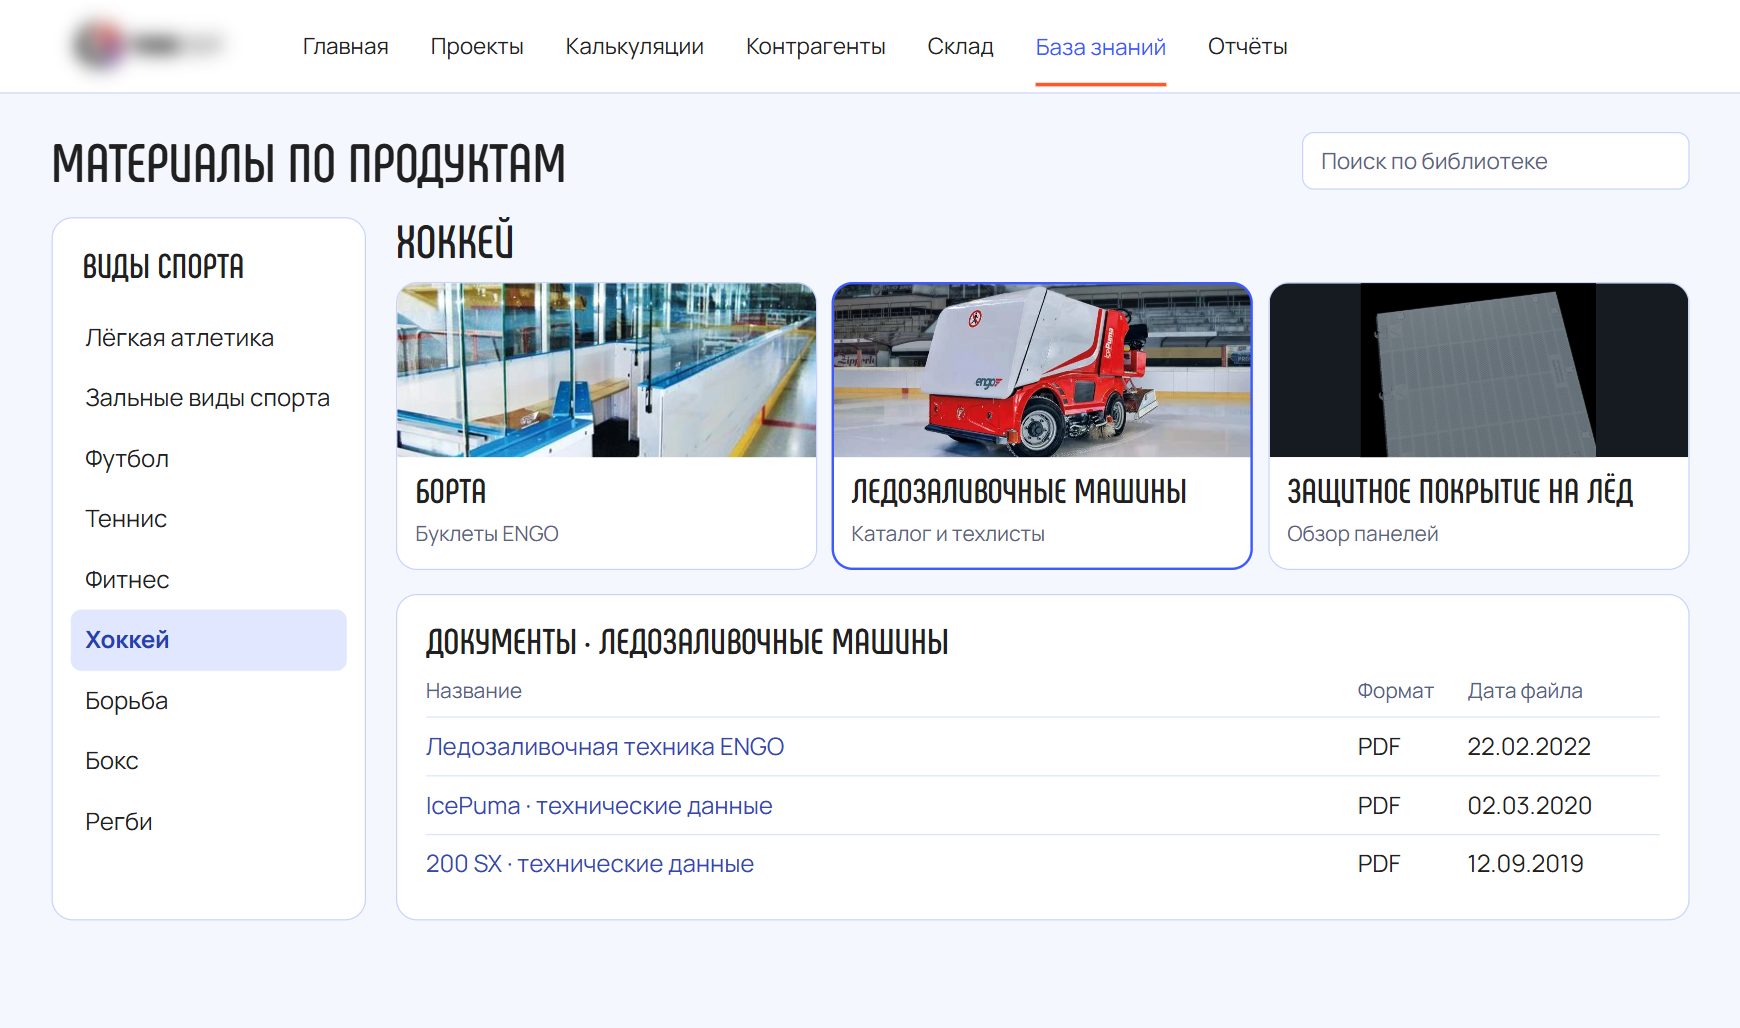 Главная Проекты Калькуляции Контрагенты Склад База знаний Отчёты
МАТЕРИАЛЫ ПО ПРОДУКТАМ
Поиск по библиотеке
ВИДЫ СПОРТА
Лёгкая атлетика
Зальные виды спорта
Футбол
Теннис
Фитнес
Хоккей
Борьба
Бокс
Регби
ХОККЕЙ
engo
IcePuma
БОРТА
Буклеты ENGO
ЛЕДОЗАЛИВОЧНЫЕ МАШИНЫ
Каталог и техлисты
ЗАЩИТНОЕ ПОКРЫТИЕ НА ЛЁД
Обзор панелей
ДОКУМЕНТЫ · ЛЕДОЗАЛИВОЧНЫЕ МАШИНЫ
Название Формат Дата файла
Ледозаливочная техника ENGO PDF 22.02.2022
IcePuma · технические данные PDF 02.03.2020
200 SX · технические данные PDF 12.09.2019